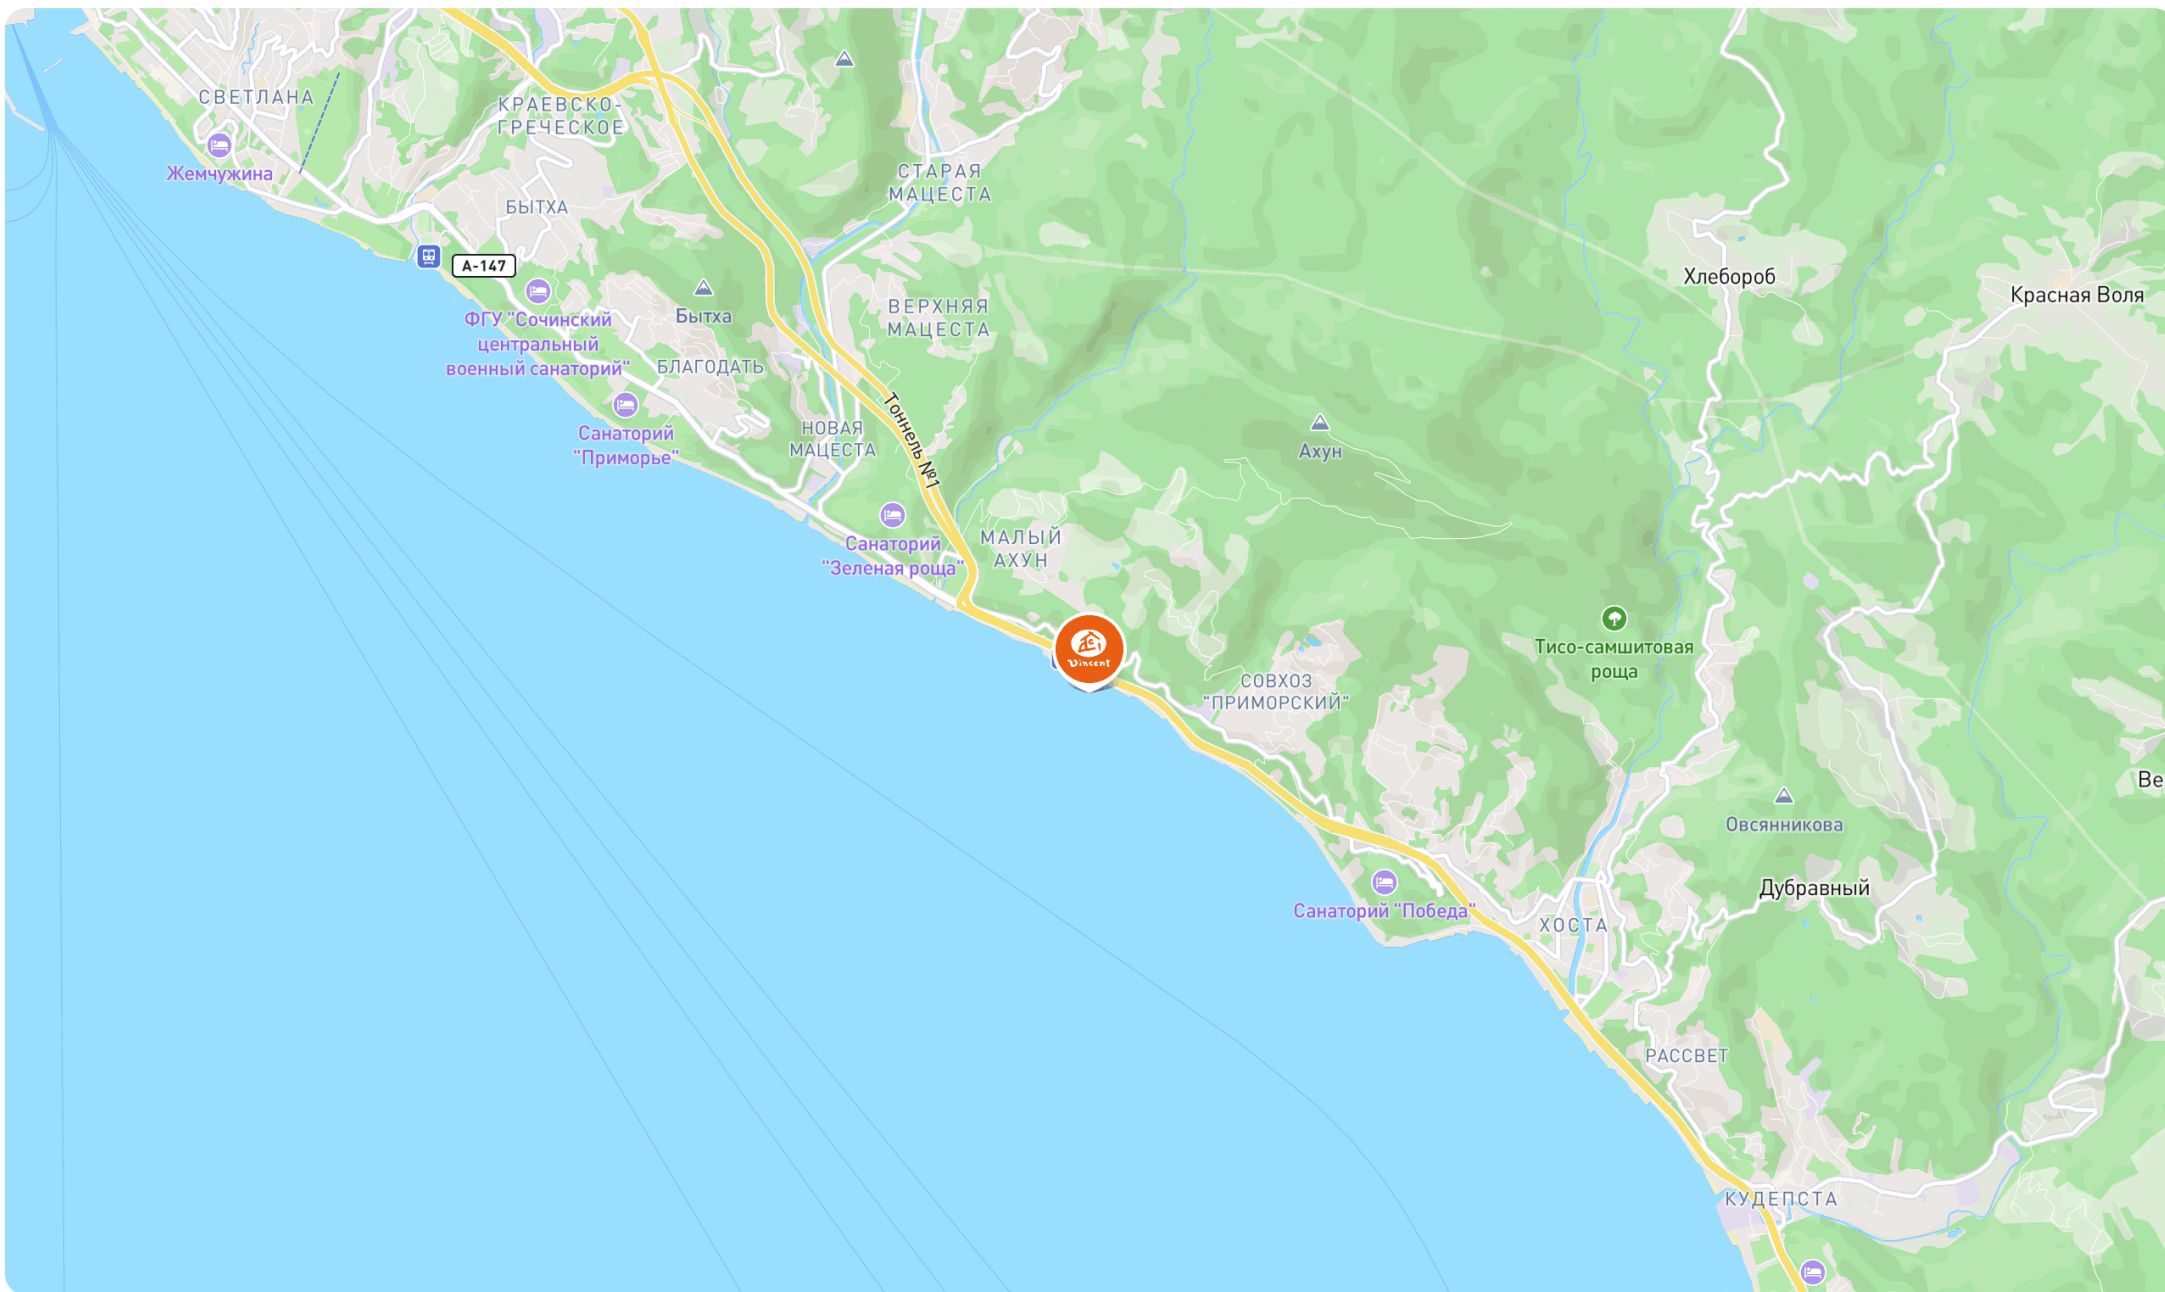 СВЕТЛАНА
КРАЕВСКО-
ГРЕЧЕСКОЕ
Жемчужина
СТАРАЯ
МАЦЕСТА
БЫТХА
A-147
Хлебороб
Красная Воля
Бытха
ВЕРХНЯЯ
МАЦЕСТА
ФГУ "Сочинский
центральный
военный санаторий"
БЛАГОДАТЬ
Тоннель №1
Санаторий
"Приморье"
НОВАЯ
МАЦЕСТА
Ахун
Санаторий
"Зеленая роща"
МАЛЫЙ
АХУН
Vincent
Тисо-самшитовая
роща
СОВХОЗ
"ПРИМОРСКИЙ"
Ве
Овсянникова
Дубравный
Санаторий "Победа"
ХОСТА
РАССВЕТ
КУДЕПСТА